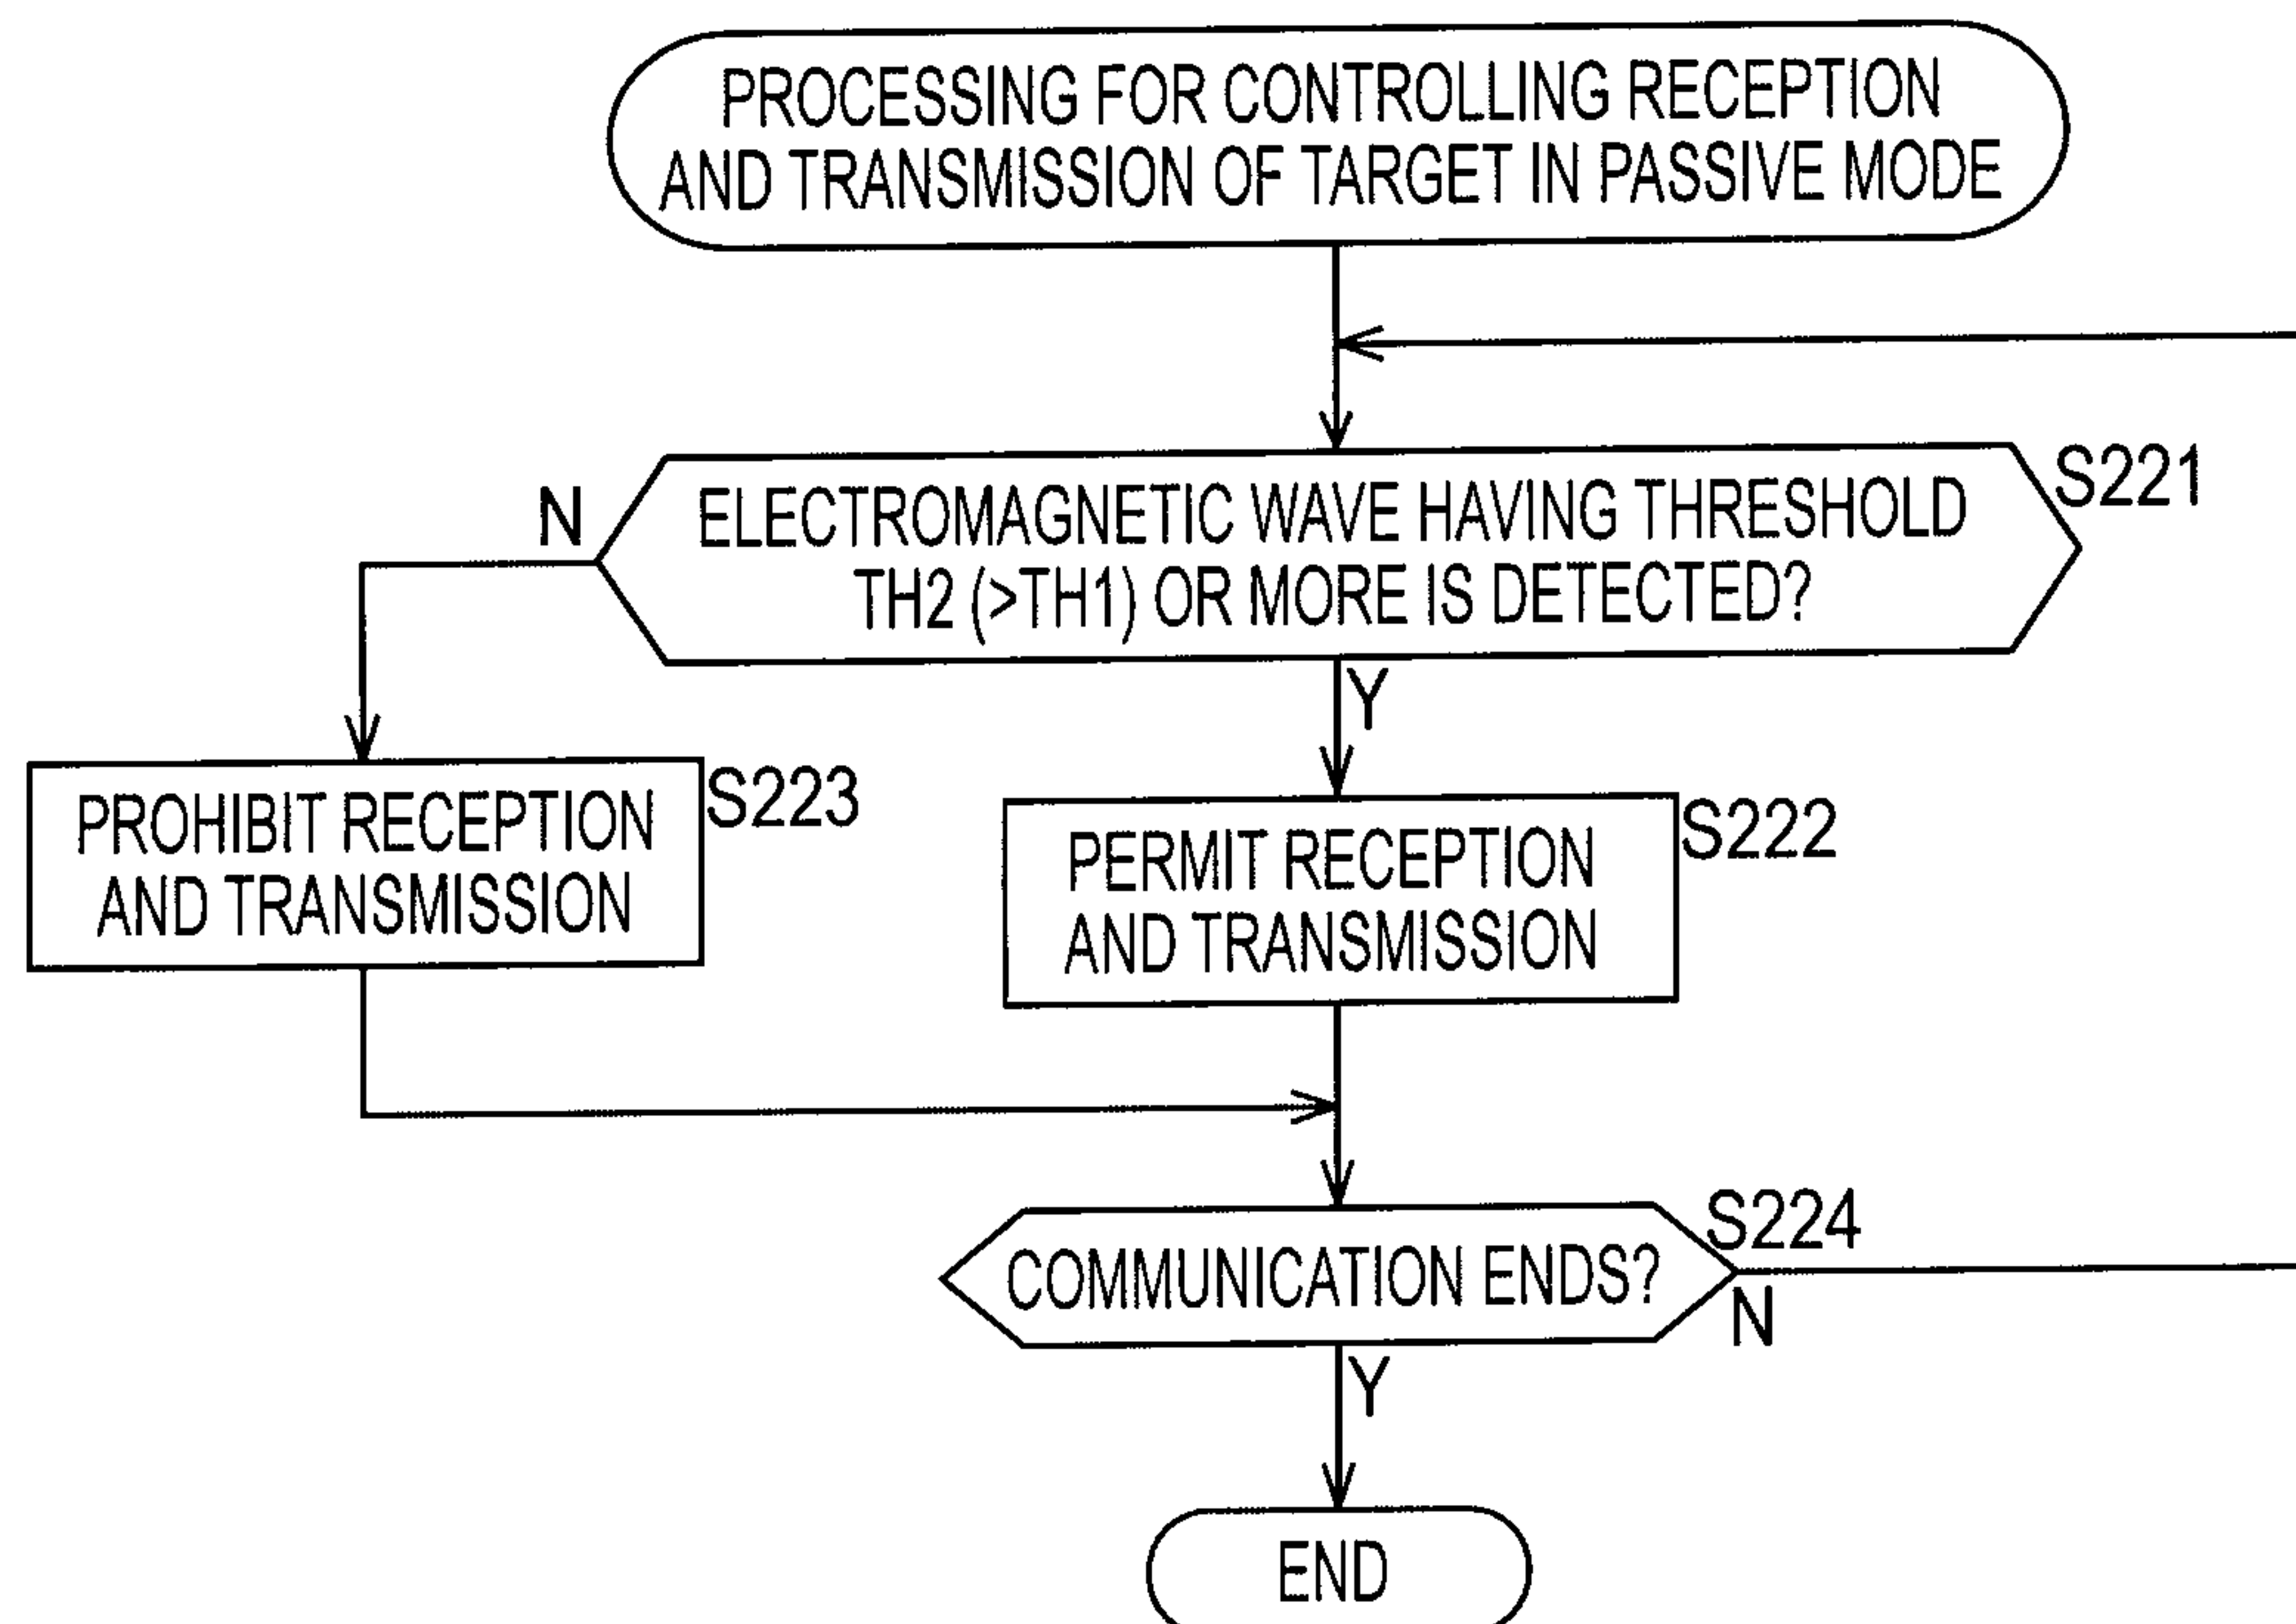 PROCESSING FOR CONTROLLING RECEPTION
AND TRANSMISSION OF TARGET IN PASSIVE MODE
S221
N
ELECTROMAGNETIC WAVE HAVING THRESHOLD
TH2 (>TH1) OR MORE IS DETECTED?
Y
S223
PROHIBIT RECEPTION
AND TRANSMISSION
S222
PERMIT RECEPTION
AND TRANSMISSION
S224
COMMUNICATION ENDS?
N
Y
END